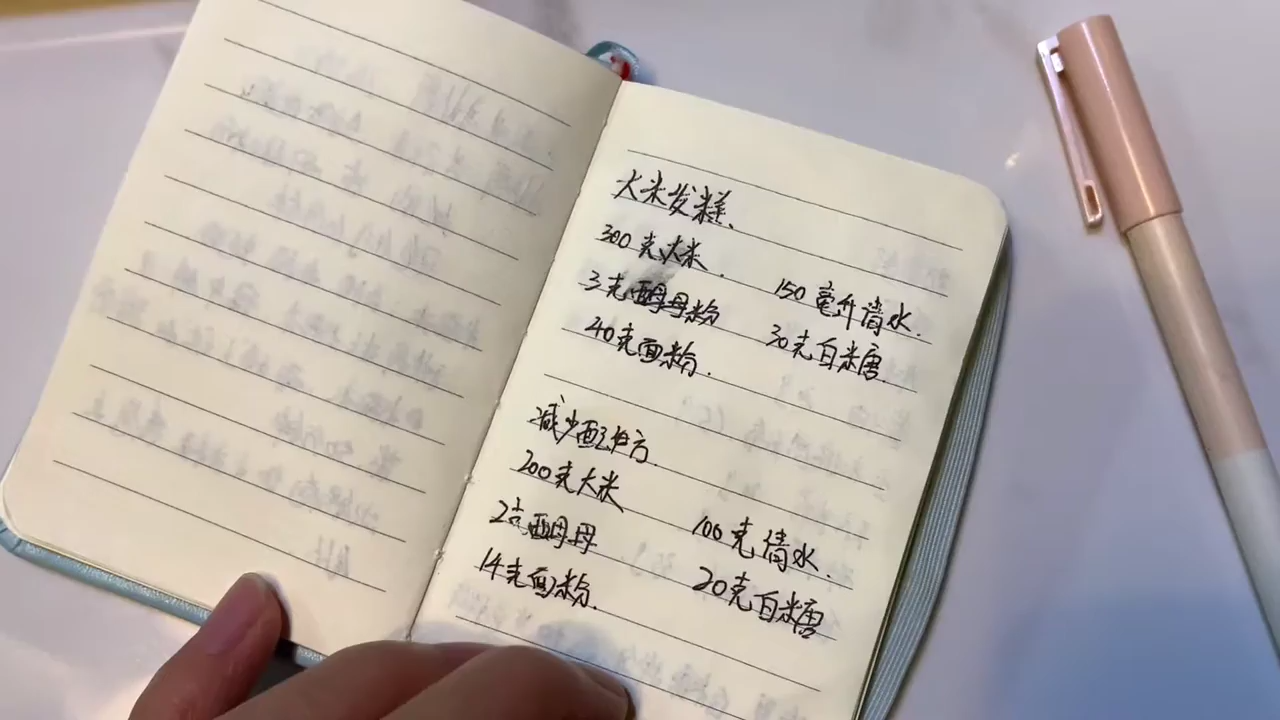 大米发糕、
300克大米. 150毫升清水.
3克酵母粉 30克白糖.
40克面粉.
减少配方.
200克大米
2克酵母 100克清水.
14克面粉. 20克白糖